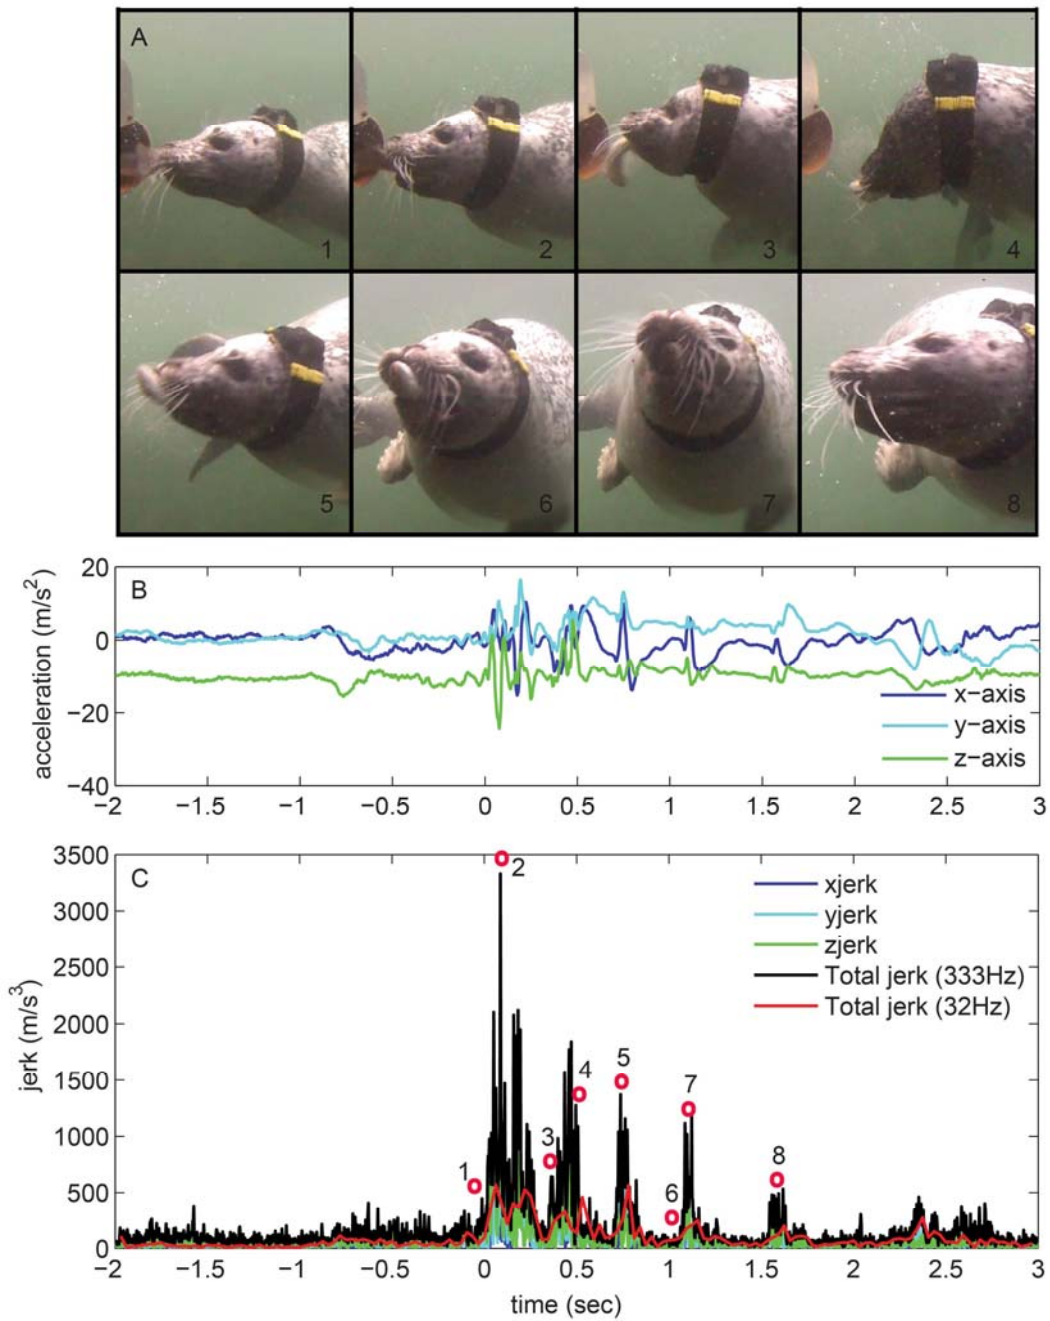 A
1 2 3 4
5 6 7 8
B
acceleration (m/s²)
20
0
−20
−40
x−axis
y−axis
z−axis
−2 −1.5 −1 −0.5 0 0.5 1 1.5 2 2.5 3
C
jerk (m/s³)
3500
3000
2500
2000
1500
1000
500
0
xjerk
yjerk
zjerk
Total jerk (333Hz)
Total jerk (32Hz)
2
5
4
7
3
8
1
6
−2 −1.5 −1 −0.5 0 0.5 1 1.5 2 2.5 3
time (sec)